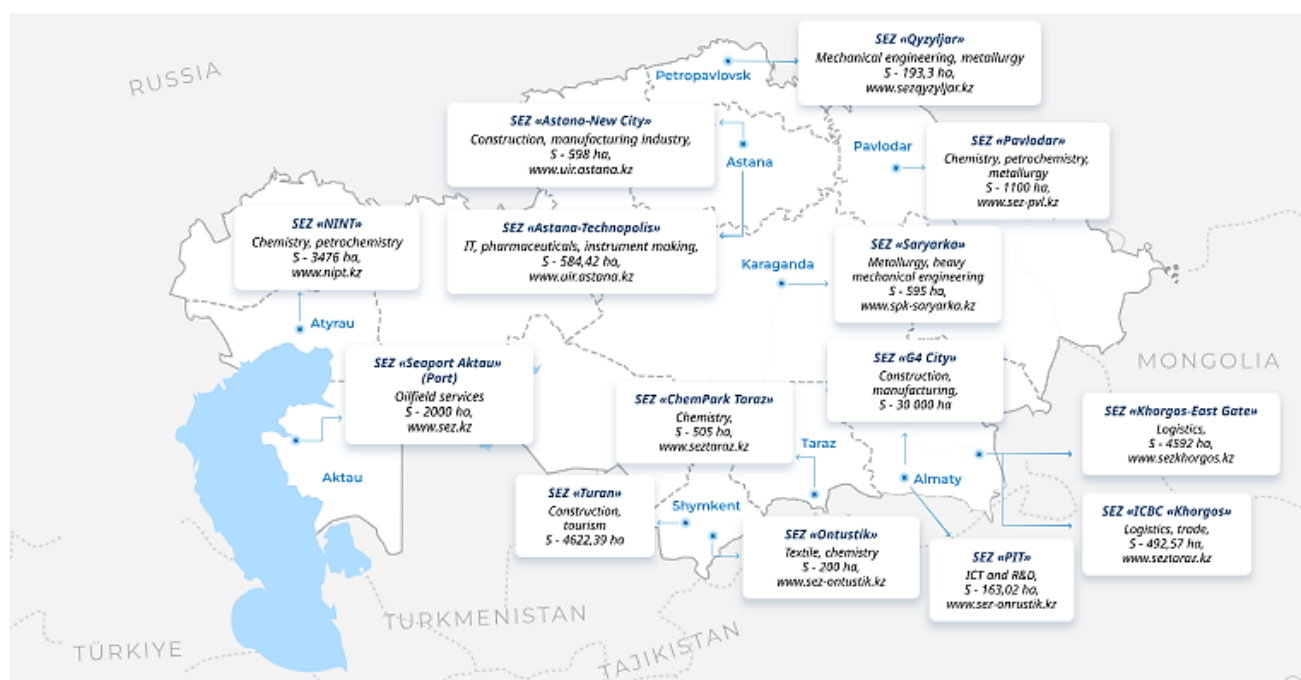 RUSSIA
SEZ «Qyzyljar»
Mechanical engineering, metallurgy
S - 193,3 ha,
www.sezqyzyljar.kz
Petropavlovsk
SEZ «Astana-New City»
Construction, manufacturing industry,
S - 598 ha,
www.uir.astana.kz
Astana
Pavlodar
SEZ «Pavlodar»
Chemistry, petrochemistry,
metallurgy
S - 1100 ha,
www.sez-pvl.kz
SEZ «NINT»
Chemistry, petrochemistry
S - 3476 ha,
www.nipt.kz
Atyrau
SEZ «Astana-Technopolis»
IT, pharmaceuticals, instrument making,
S - 584,42 ha,
www.uir.astana.kz
Karaganda
SEZ «Saryarka»
Metallurgy, heavy
mechanical engineering
S - 595 ha,
www.spk-saryarka.kz
MONGOLIA
SEZ «Seaport Aktau»
(Port)
Oilfield services
S - 2000 ha,
www.sez.kz
Aktau
SEZ «ChemPark Taraz»
Chemistry,
S - 505 ha,
www.seztaraz.kz
Taraz
SEZ «G4 City»
Construction,
manufacturing,
S - 30 000 ha
Almaty
SEZ «Khorgos-East Gate»
Logistics,
S - 4592 ha,
www.sezkhorgos.kz
SEZ «Turan»
Construction,
tourism
S - 4622,39 ha
Shymkent
SEZ «Ontustik»
Textile, chemistry
S - 200 ha,
www.sez-ontustik.kz
SEZ «PIT»
ICT and R&D,
S - 163,02 ha,
www.sez-onrustik.kz
SEZ «ICBC «Khorgos»
Logistics, trade,
S - 492,57 ha,
www.seztaraz.kz
TURKMENISTAN
TÜRKIYE
TAJIKISTAN